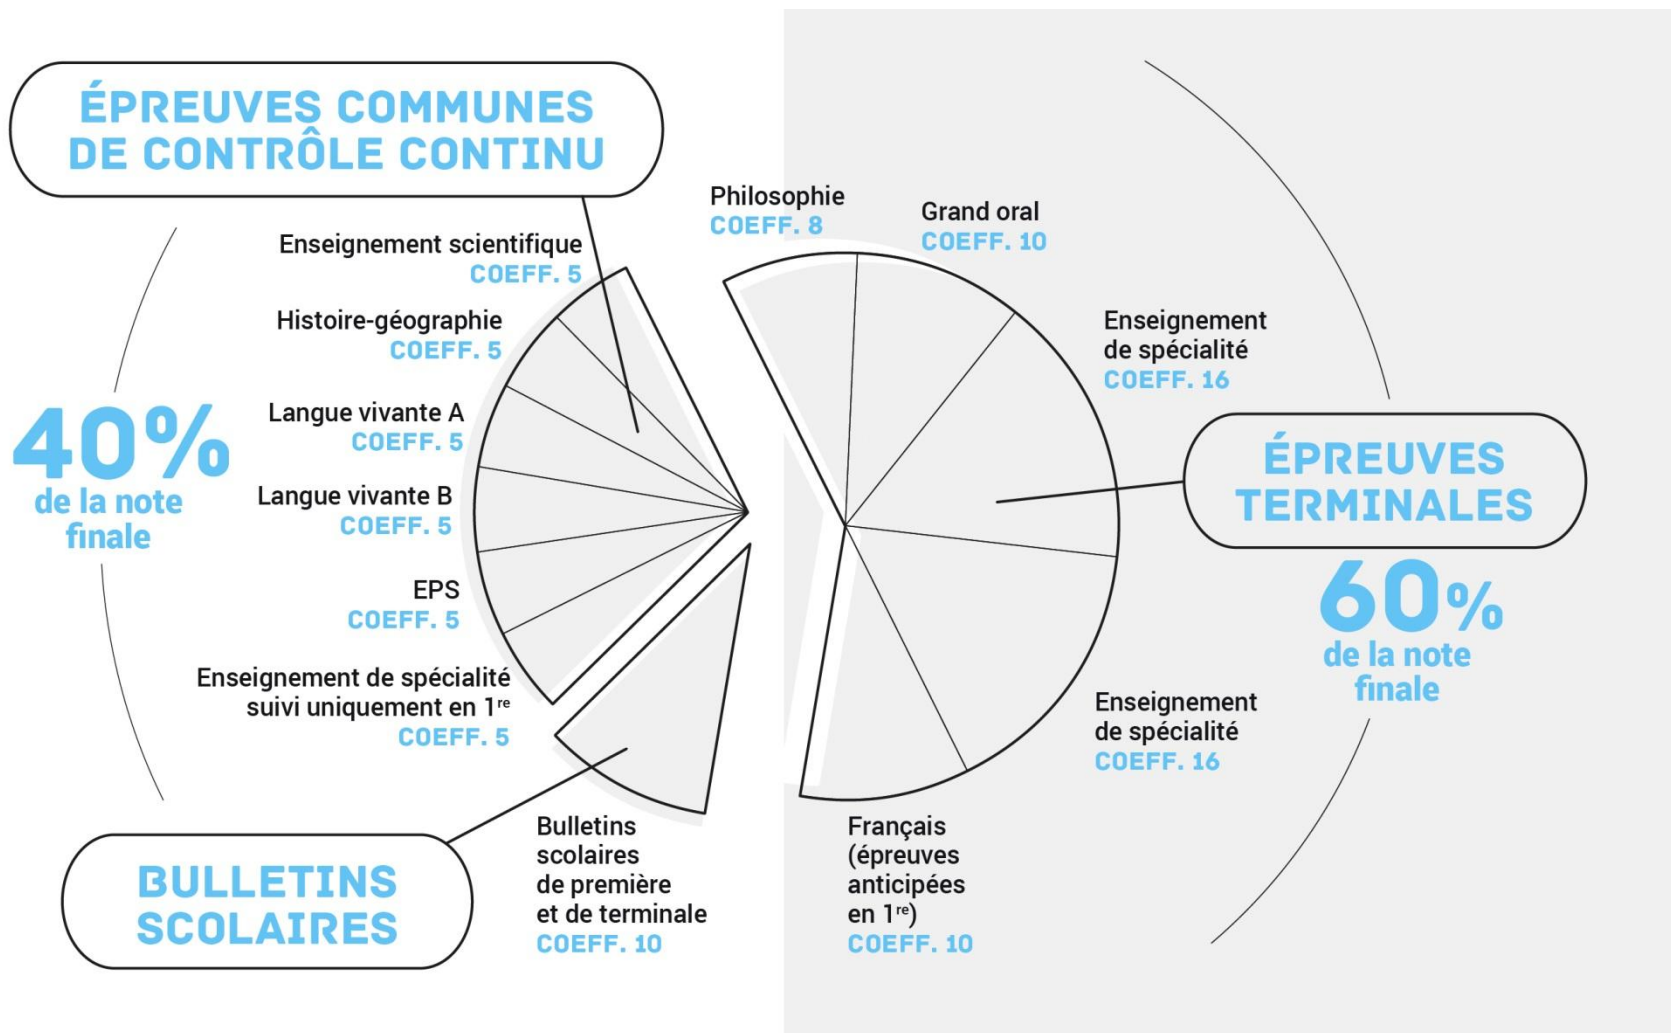 ÉPREUVES COMMUNES
DE CONTRÔLE CONTINU
Enseignement scientifique
COEFF. 5
Histoire-géographie
COEFF. 5
Langue vivante A
COEFF. 5
Langue vivante B
COEFF. 5
EPS
COEFF. 5
Enseignement de spécialité
suivi uniquement en 1re
COEFF. 5
40%
de la note
finale
BULLETINS
SCOLAIRES
Bulletins
scolaires
de première
et de terminale
COEFF. 10
Philosophie
COEFF. 8
Grand oral
COEFF. 10
Enseignement
de spécialité
COEFF. 16
ÉPREUVES
TERMINALES
60%
de la note
finale
Enseignement
de spécialité
COEFF. 16
Français
(épreuves
anticipées
en 1re)
COEFF. 10